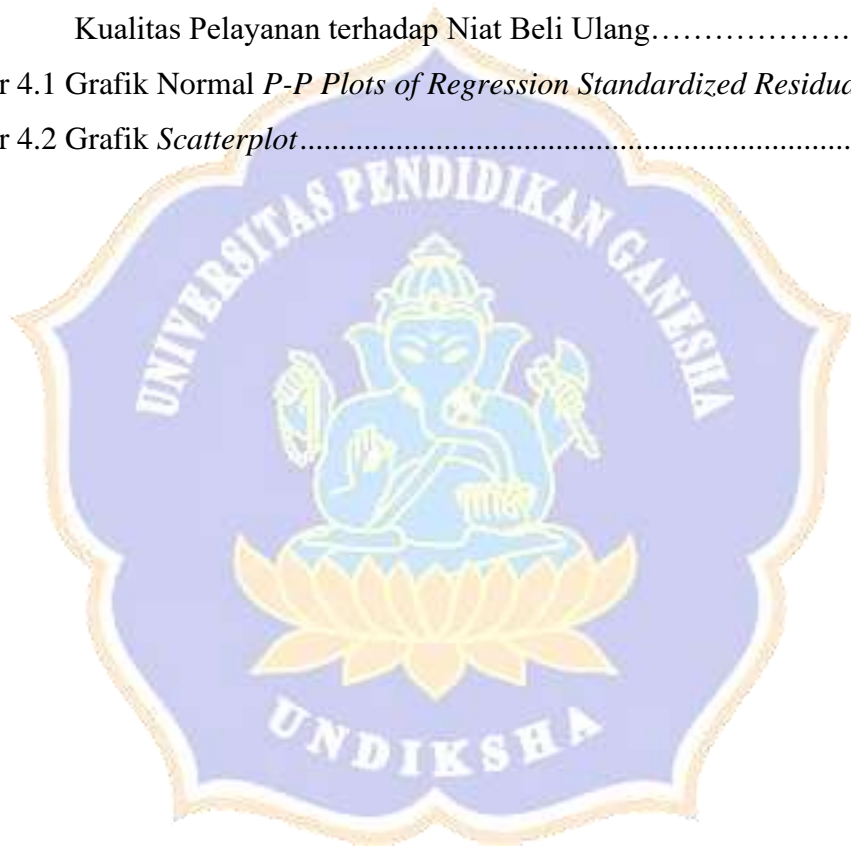 Kualitas Pelayanan terhadap Niat Beli Ulang………………….
r 4.1 Grafik Normal P-P Plots of Regression Standardized Residua
r 4.2 Grafik Scatterplot....................................................................
UNIVERSITAS PENDIDIKAN GANESHA
UNDIKSHA